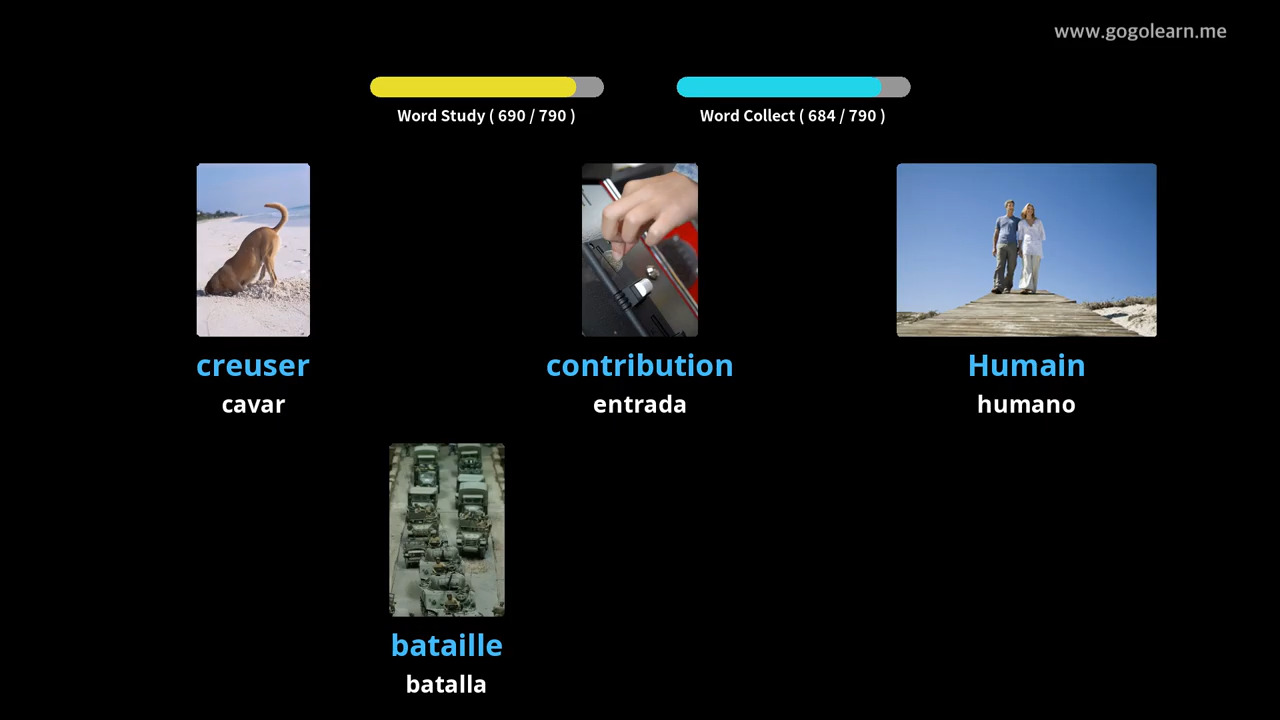 www.gogolearn.me
Word Study ( 690 / 790 )
Word Collect ( 684 / 790 )
creuser
cavar
contribution
entrada
Humain
humano
bataille
batalla